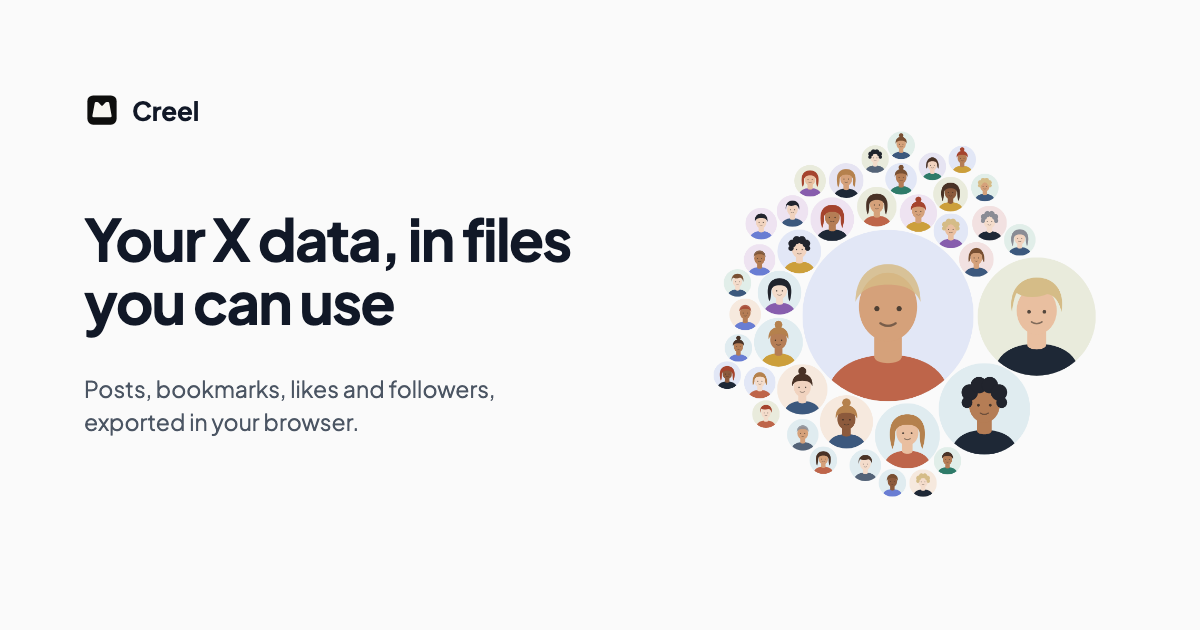 Creel
Your X data, in files
you can use
Posts, bookmarks, likes and followers,
exported in your browser.